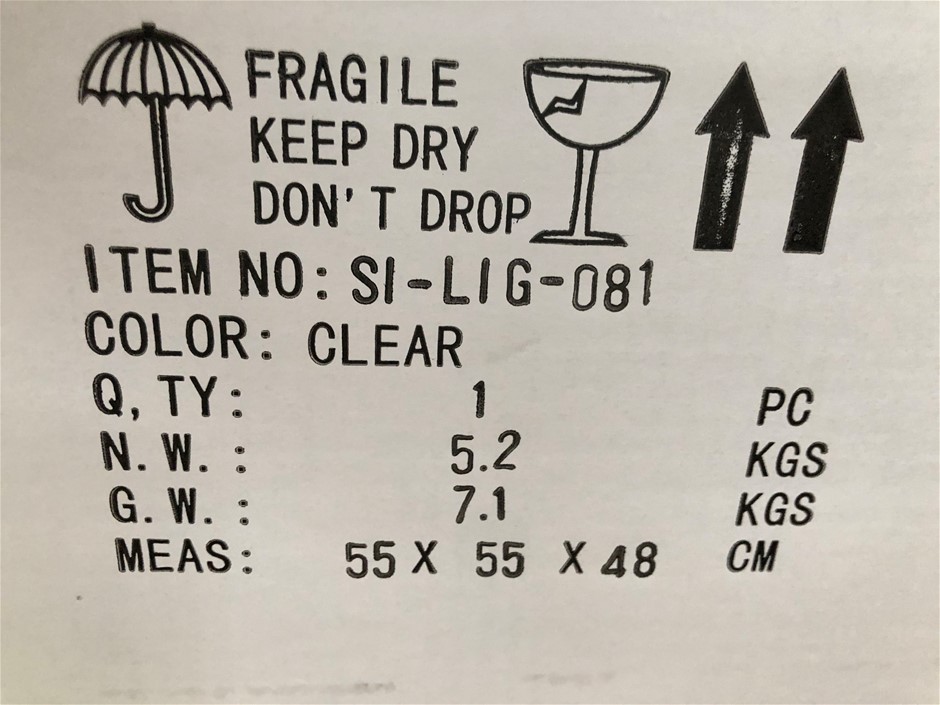 FRAGILE
KEEP DRY
DON'T DROP
ITEM NO: SI-LIG-081
COLOR: CLEAR
Q,TY: 1 PC
N.W.: 5.2 KGS
G.W.: 7.1 KGS
MEAS: 55 X 55 X 48 CM